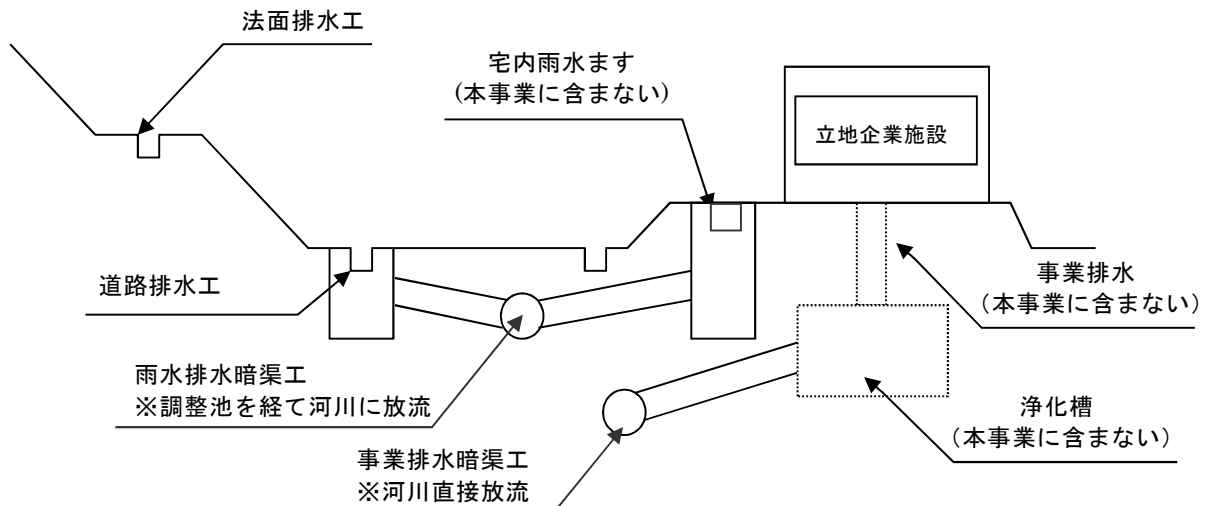 法面排水工
宅内雨水ます
(本事業に含まない)
立地企業施設
道路排水工
事業排水
(本事業に含まない)
雨水排水暗渠工
※調整池を経て河川に放流
浄化槽
(本事業に含まない)
事業排水暗渠工
※河川直接放流